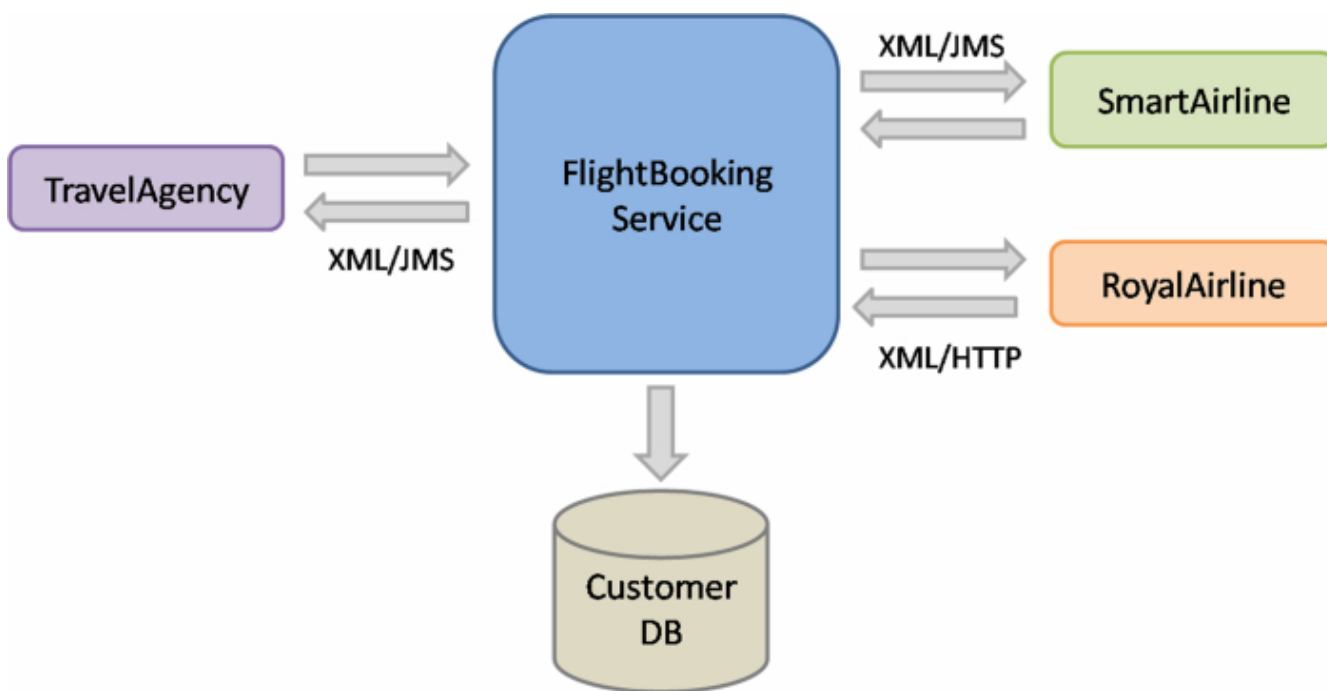 XML/JMS
SmartAirline
TravelAgency
XML/JMS
FlightBooking
Service
RoyalAirline
XML/HTTP
Customer
DB